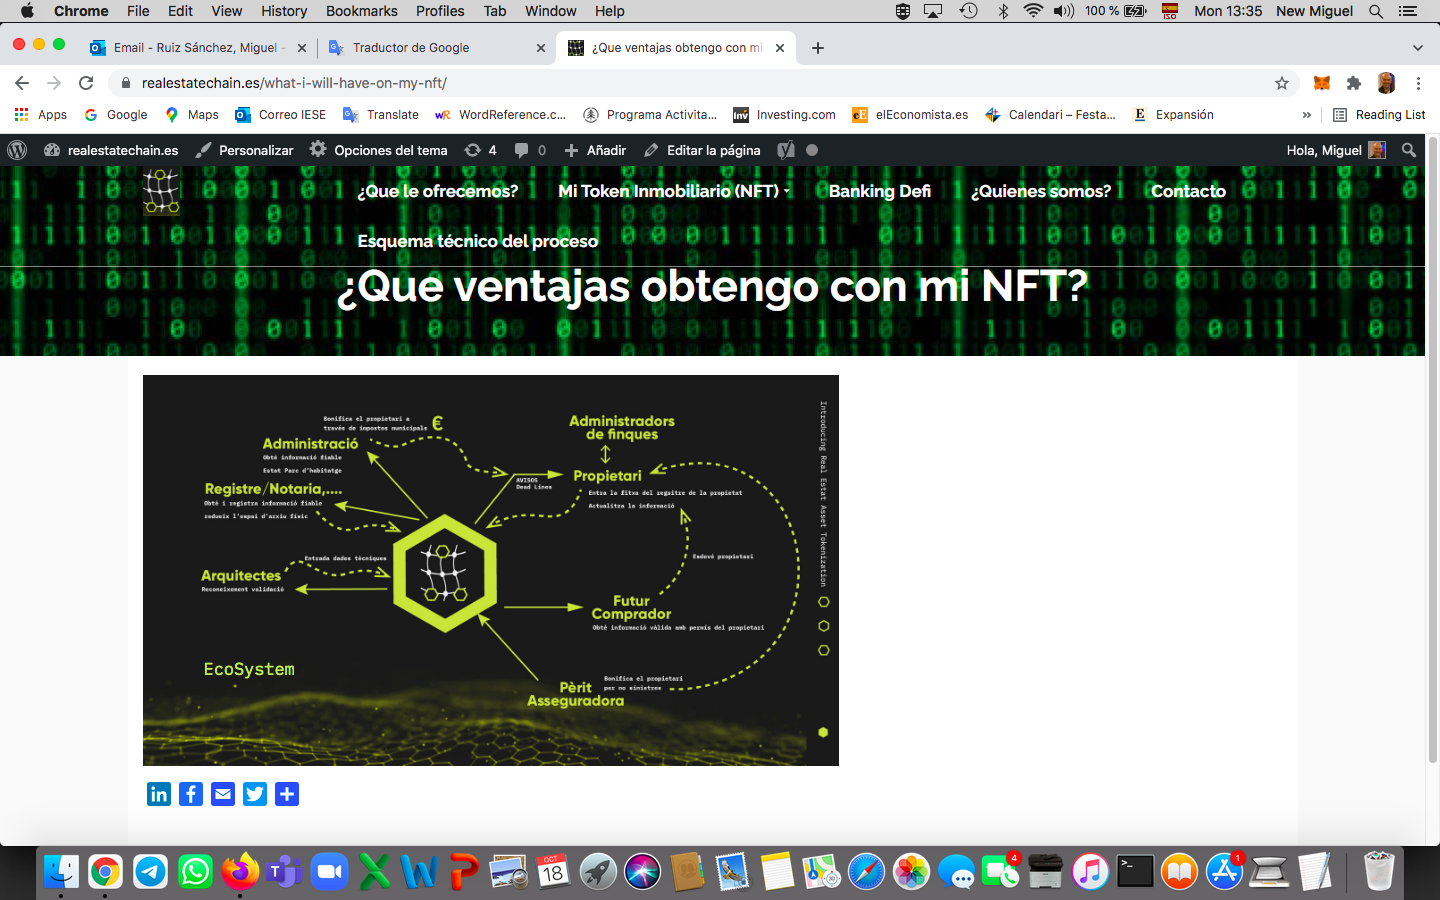 Chrome File Edit View History Bookmarks Profiles Tab Window Help 100 % ISO Mon 13:35 New Miguel
Email - Ruiz Sánchez, Miguel -
Traductor de Google
¿Que ventajas obtengo con mi
realestatechain.es/what-i-will-have-on-my-nft/
Apps Google Maps Correo IESE Translate WordReference.c... Programa Activita... Investing.com elEconomista.es Calendari – Festa... Expansión » Reading List
realestatechain.es Personalizar Opciones del tema 4 0 Añadir Editar la página Hola, Miguel
¿Que le ofrecemos? Mi Token Inmobiliario (NFT) Banking Defi ¿Quienes somos? Contacto
Esquema técnico del proceso
¿Que ventajas obtengo con mi NFT?
Bonifica el propietari a
través de impostos municipals
€
Administració
Obté informació fiable
Estat Parc d'habitatge
Administradors
de finques
Propietari
Entra la fitxa del regaitre de la propietat
Actualitza la informació
AVISOS
Dead Lines
Registre/Notaria,....
Obté i registra informació fiable
redueix l'espai d'arxiu físic
Entrada dades tècniques
Arquitectes
Reconeixement validació
Esdevé propietari
Futur
Comprador
Obté informació vàlida amb permís del propietari
EcoSystem
Bonifica el propietari
per no sinistres
Pèrit
Asseguradora
Introducing Real Estat Asset Tokenization
OCT
18
4
1